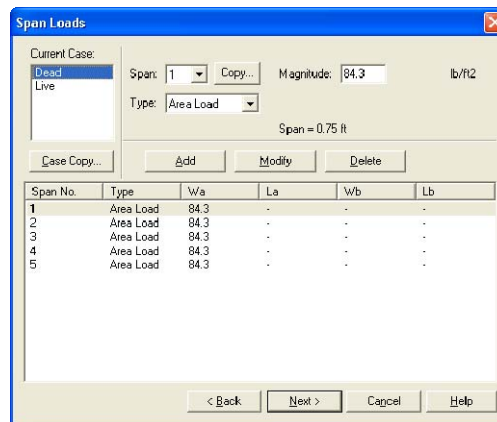 Span Loads
Current Case:
Dead
Live
Span: 1 Copy... Magnitude: 84.3 lb/ft2
Type: Area Load
Span = 0.75 ft
Case Copy... Add Modify Delete
Span No. Type Wa La Wb Lb
1 Area Load 84.3 - - -
2 Area Load 84.3 - - -
3 Area Load 84.3 - - -
4 Area Load 84.3 - - -
5 Area Load 84.3 - - -
< Back Next > Cancel Help